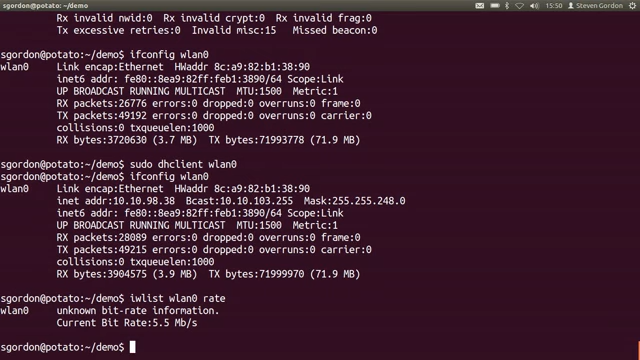 sgordon@potato: ~/demo
15:50
Steven Gordon
Rx invalid nwid:0 Rx invalid crypt:0 Rx invalid frag:0
Tx excessive retries:0 Invalid misc:15 Missed beacon:0
sgordon@potato:~/demo$ ifconfig wlan0
wlan0 Link encap:Ethernet HWaddr 8c:a9:82:b1:38:90
inet6 addr: fe80::8ea9:82ff:feb1:3890/64 Scope:Link
UP BROADCAST RUNNING MULTICAST MTU:1500 Metric:1
RX packets:26776 errors:0 dropped:0 overruns:0 frame:0
TX packets:49192 errors:0 dropped:0 overruns:0 carrier:0
collisions:0 txqueuelen:1000
RX bytes:3720630 (3.7 MB) TX bytes:71993778 (71.9 MB)
sgordon@potato:~/demo$ sudo dhclient wlan0
sgordon@potato:~/demo$ ifconfig wlan0
wlan0 Link encap:Ethernet HWaddr 8c:a9:82:b1:38:90
inet addr:10.10.98.38 Bcast:10.10.103.255 Mask:255.255.248.0
inet6 addr: fe80::8ea9:82ff:feb1:3890/64 Scope:Link
UP BROADCAST RUNNING MULTICAST MTU:1500 Metric:1
RX packets:28089 errors:0 dropped:0 overruns:0 frame:0
TX packets:49215 errors:0 dropped:0 overruns:0 carrier:0
collisions:0 txqueuelen:1000
RX bytes:3904575 (3.9 MB) TX bytes:71999970 (71.9 MB)
sgordon@potato:~/demo$ iwlist wlan0 rate
wlan0 unknown bit-rate information.
Current Bit Rate:5.5 Mb/s
sgordon@potato:~/demo$